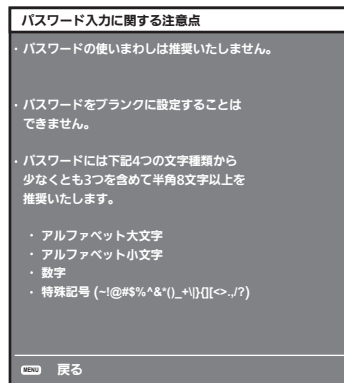 パスワード入力に関する注意点
・パスワードの使いまわしは推奨いたしません。
・パスワードをブランクに設定することは
できません。
・パスワードには下記4つの文字種類から
少なくとも3つを含めて半角8文字以上を
推奨いたします。
・ アルファベット大文字
・ アルファベット小文字
・ 数字
・ 特殊記号 (~!@#$%^&*()_+\|}{][<>.,/?)
MENU 戻る